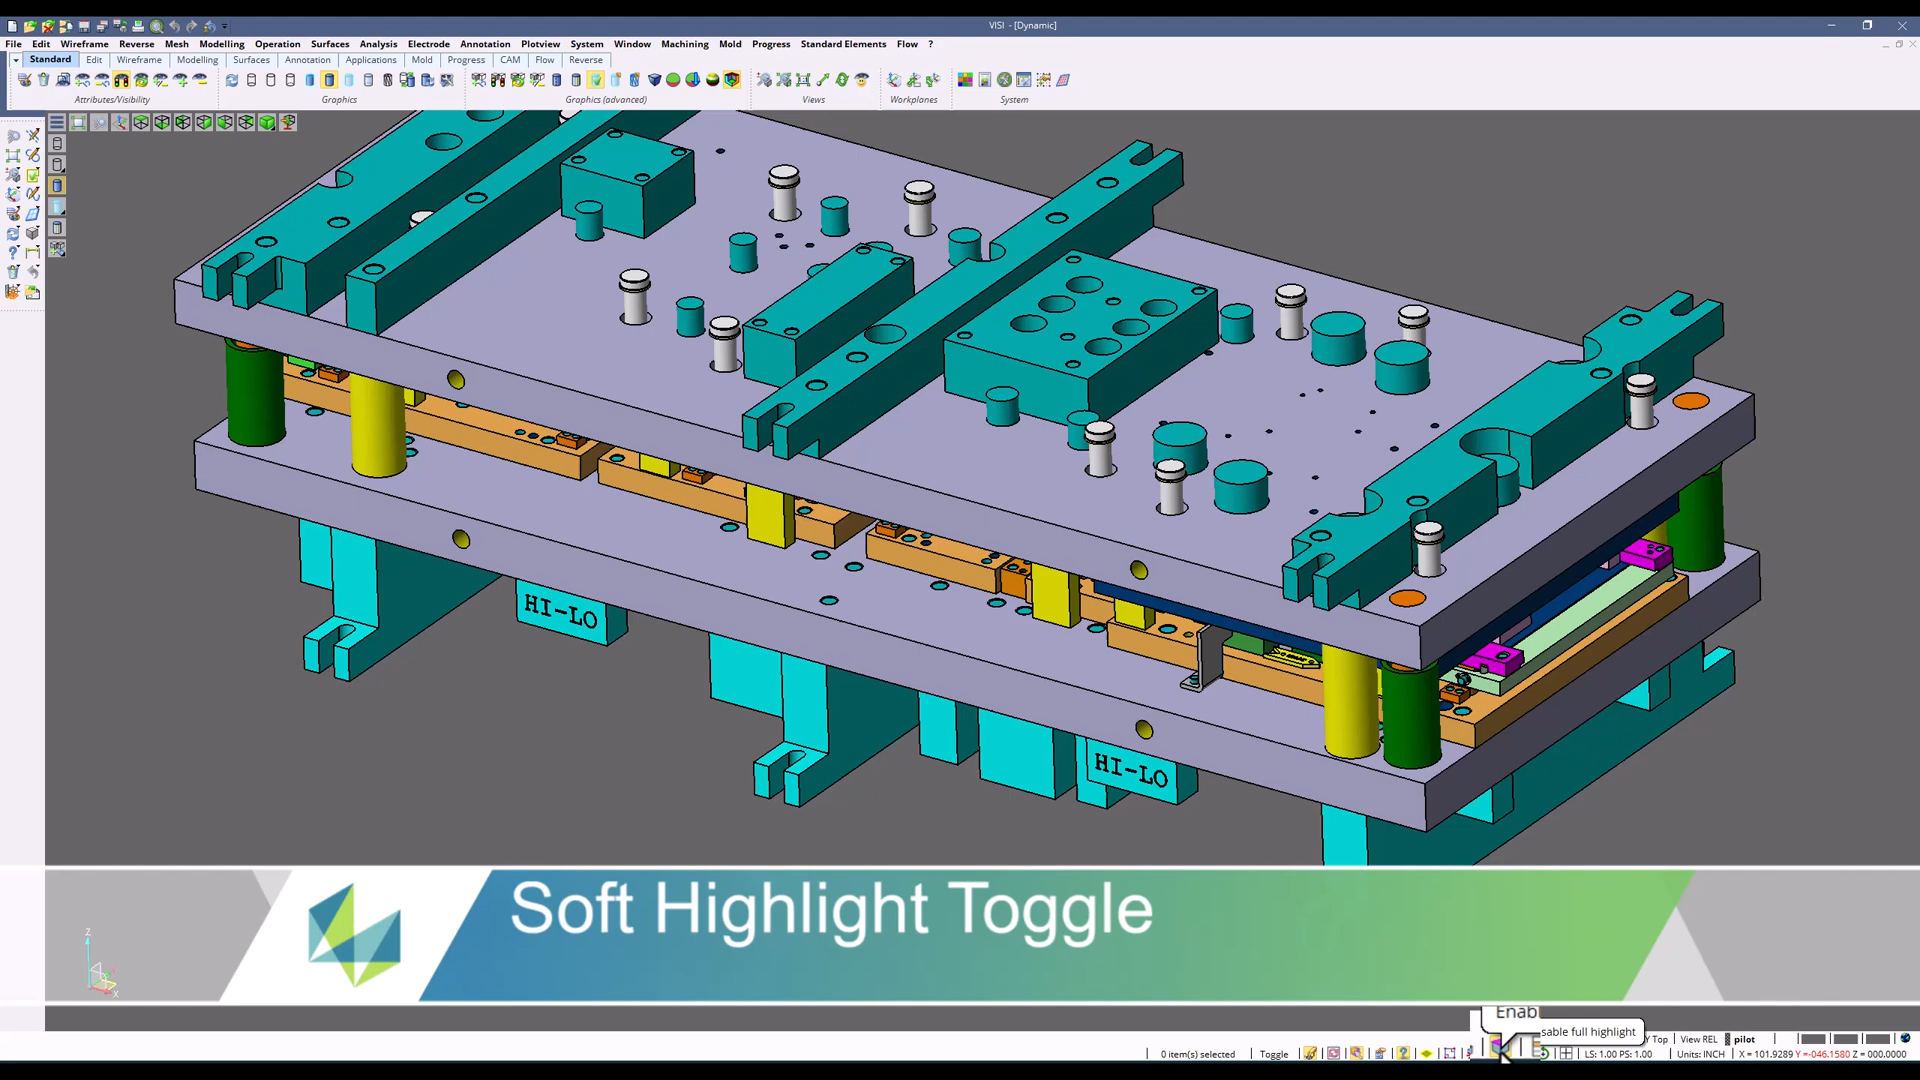 VISI - [Dynamic]
File Edit Wireframe Reverse Mesh Modelling Operation Surfaces Analysis Electrode Annotation Plotview System Window Machining Mold Progress Standard Elements Flow ?
Standard Edit Wireframe Modelling Surfaces Annotation Applications Mold Progress CAM Flow Reverse
Attributes/Visibility Graphics Graphics (advanced) Views Workplanes System
HI-LO
HI-LO
Soft Highlight Toggle
Z
X
Enab
sable full highlight
Y Top View REL pilot
0 item(s) selected Toggle LS: 1.00 PS: 1.00 Units: INCH X = 101.9289 Y =-046.1580 Z = 000.0000